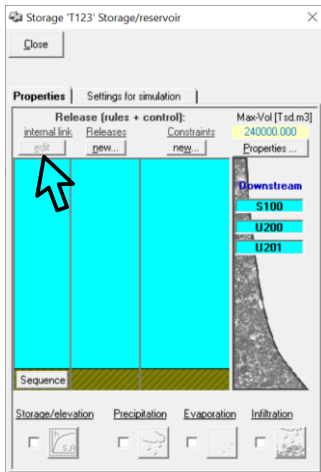 Storage 'T123' Storage/reservoir
Close
Properties Settings for simulation
Release (rules + control): Max-Vol [Tsd.m3]
internal link Releases Constraints 240000.000
edit new... new... Properties ...
Downstream
S100
U200
U201
Sequence
Storage/elevation Precipitation Evaporation Infiltration
S,A